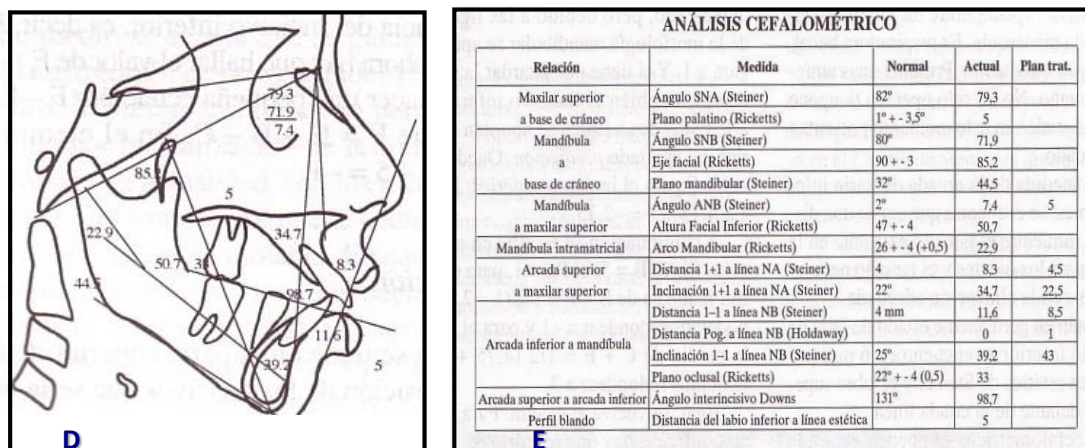 79.3
71.9
7.4
85.2
5
22.9
34.7
50.7
33
8.3
44.5
98.7
11.6
39.2
5
D
ANÁLISIS CEFALOMÉTRICO
Relación Medida Normal Actual Plan trat.
Maxilar superior Ángulo SNA (Steiner) 82º 79,3
a base de cráneo Plano palatino (Ricketts) 1º + - 3,5º 5
Mandíbula Ángulo SNB (Steiner) 80º 71,9
a Eje facial (Ricketts) 90 + - 3 85,2
base de cráneo Plano mandibular (Steiner) 32º 44,5
Mandíbula Ángulo ANB (Steiner) 2º 7,4 5
a maxilar superior Altura Facial Inferior (Ricketts) 47 + - 4 50,7
Mandíbula intramaxilar Arco Mandibular (Ricketts) 26 + - 4 (+0,5) 22,9
Arcada superior Distancia 1+1 a línea NA (Steiner) 4 8,3 4,5
a maxilar superior Inclinación 1+1 a línea NA (Steiner) 22º 34,7 22,5
Distancia 1–1 a línea NB (Steiner) 4 mm 11,6 8,5
Arcada inferior a mandíbula Distancia Prog. a línea NB (Holdaway) 0 1
Inclinación 1–1 a línea NB (Steiner) 25º 39,2 43
Plano oclusal (Ricketts) 22º + - 4 (0,5) 33
Arcada superior a arcada inferior Ángulo interincisivo Downs 131º 98,7
Perfil blando Distancia del labio inferior a línea estética 5
E